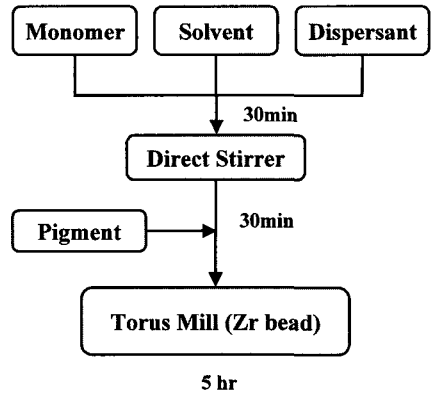 Monomer
Solvent
Dispersant
30min
Direct Stirrer
30min
Pigment
Torus Mill (Zr bead)
5 hr